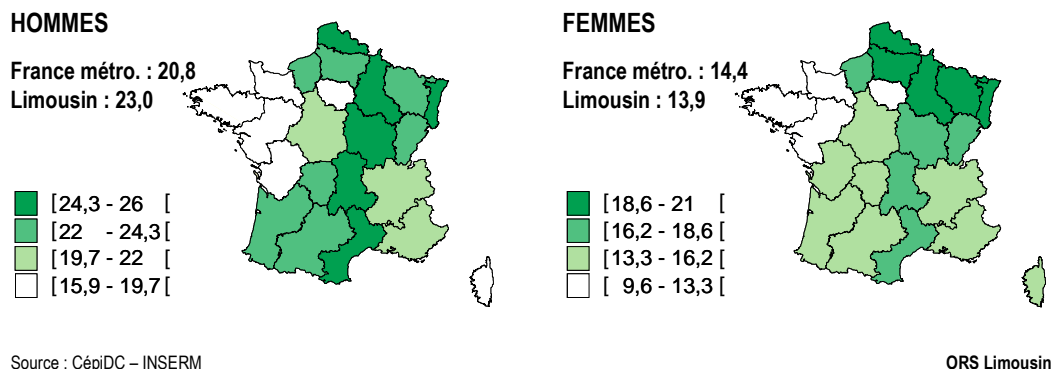 HOMMES
France métro. : 20,8
Limousin : 23,0
[24,3 - 26 [
[22 - 24,3 [
[19,7 - 22 [
[15,9 - 19,7 [
FEMMES
France métro. : 14,4
Limousin : 13,9
[18,6 - 21 [
[16,2 - 18,6 [
[13,3 - 16,2 [
[ 9,6 - 13,3 [
Source : CépiDC – INSERM
ORS Limousin